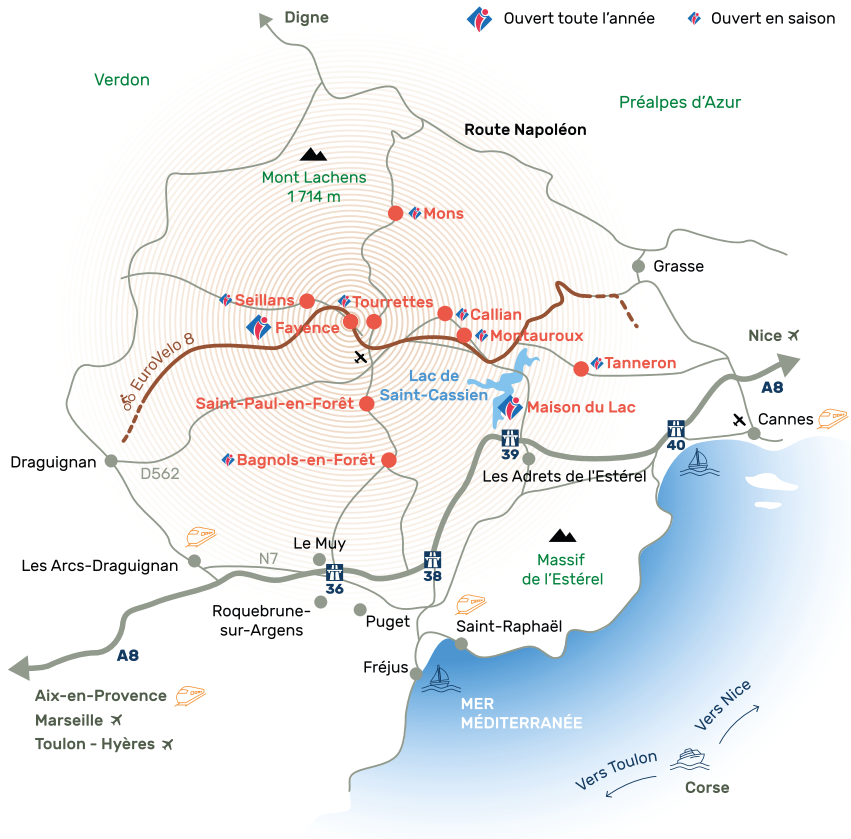 Digne
Ouvert toute l'année
Ouvert en saison
Verdon
Préalpes d'Azur
Route Napoléon
Mont Lachens
1 714 m
Mons
Grasse
Seillans
Tourrettes
Callian
Fayence
Montauroux
Nice
EuroVelo 8
Tanneron
Lac de
Saint-Cassien
A8
Saint-Paul-en-Forêt
Maison du Lac
Cannes
40
39
Draguignan
D562
Bagnols-en-Forêt
Les Adrets de l'Estérel
Le Muy
N7
Les Arcs-Draguignan
Massif
de l'Estérel
38
36
Roquebrune-
sur-Argens
Puget
Saint-Raphaël
A8
Fréjus
Aix-en-Provence
Marseille
Toulon - Hyères
MER
MÉDITERRANÉE
Vers Nice
Vers Toulon
Corse